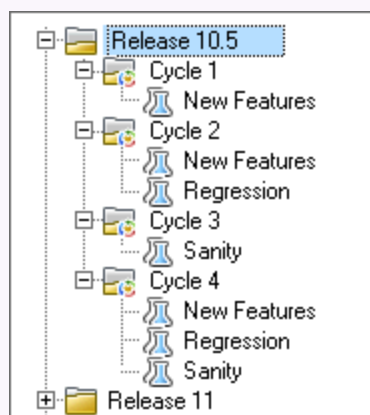 Release 10.5
Cycle 1
New Features
Cycle 2
New Features
Regression
Cycle 3
Sanity
Cycle 4
New Features
Regression
Sanity
Release 11